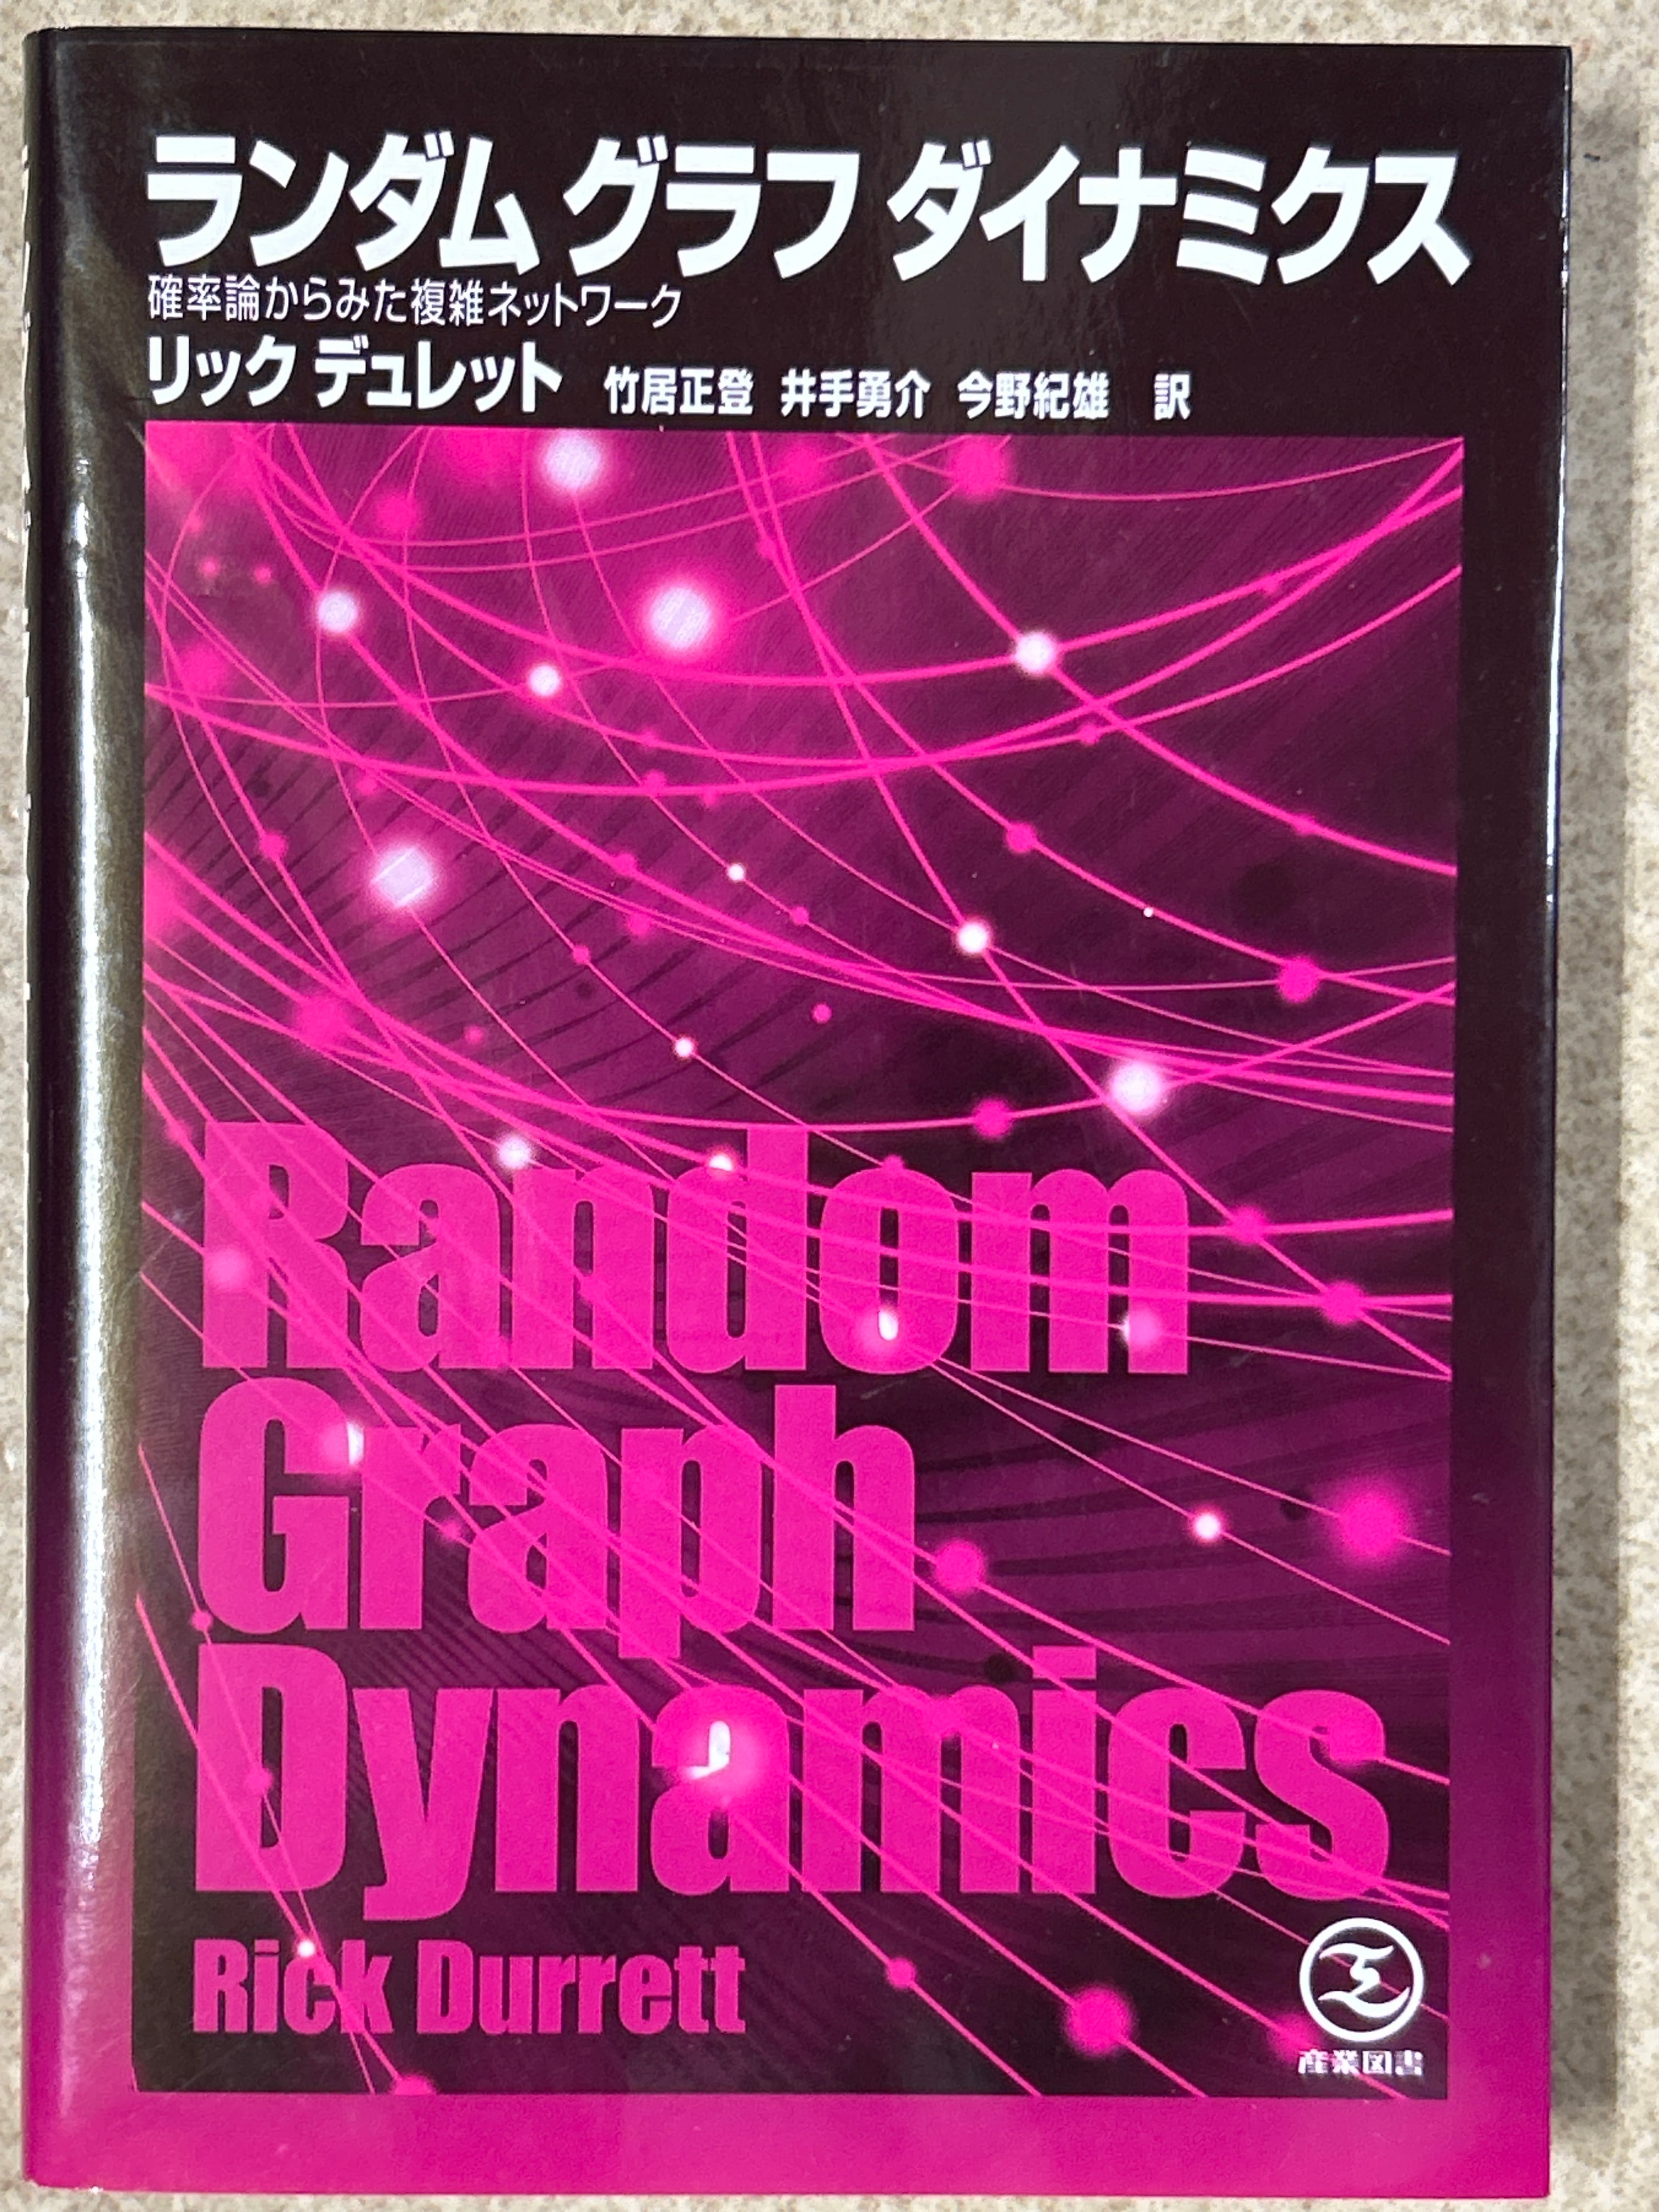 ランダム グラフ ダイナミクス
確率論からみた複雑ネットワーク
リック デュレット 竹居正登 井手勇介 今野紀雄 訳
Random
Graph
Dynamics
Rick Durrett
産業図書